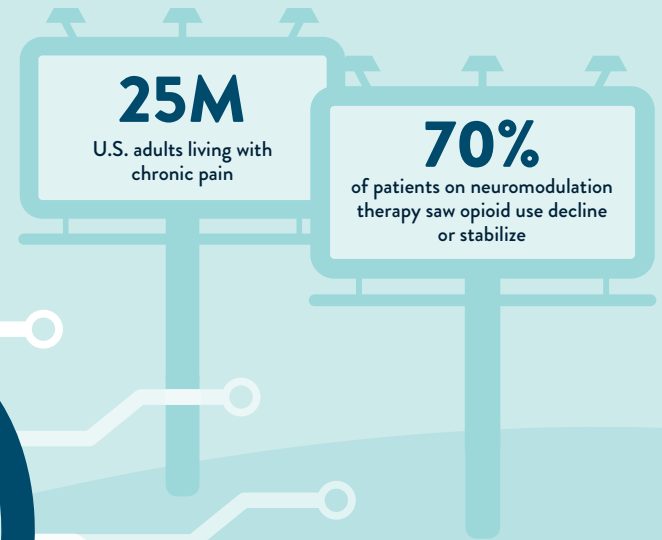 25M
U.S. adults living with
chronic pain
70%
of patients on neuromodulation
therapy saw opioid use decline
or stabilize